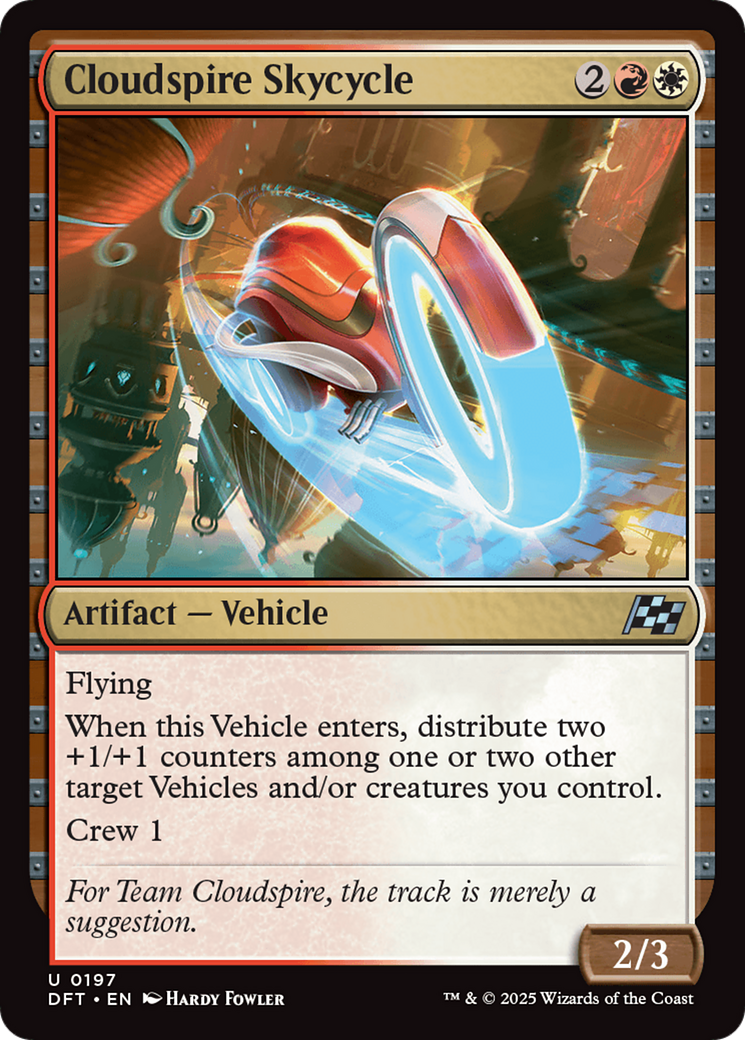 Cloudspire Skycycle 2
Artifact — Vehicle
Flying
When this Vehicle enters, distribute two
+1/+1 counters among one or two other
target Vehicles and/or creatures you control.
Crew 1
For Team Cloudspire, the track is merely a
suggestion.
2/3
U 0197
DFT • EN Hardy Fowler
™ & © 2025 Wizards of the Coast